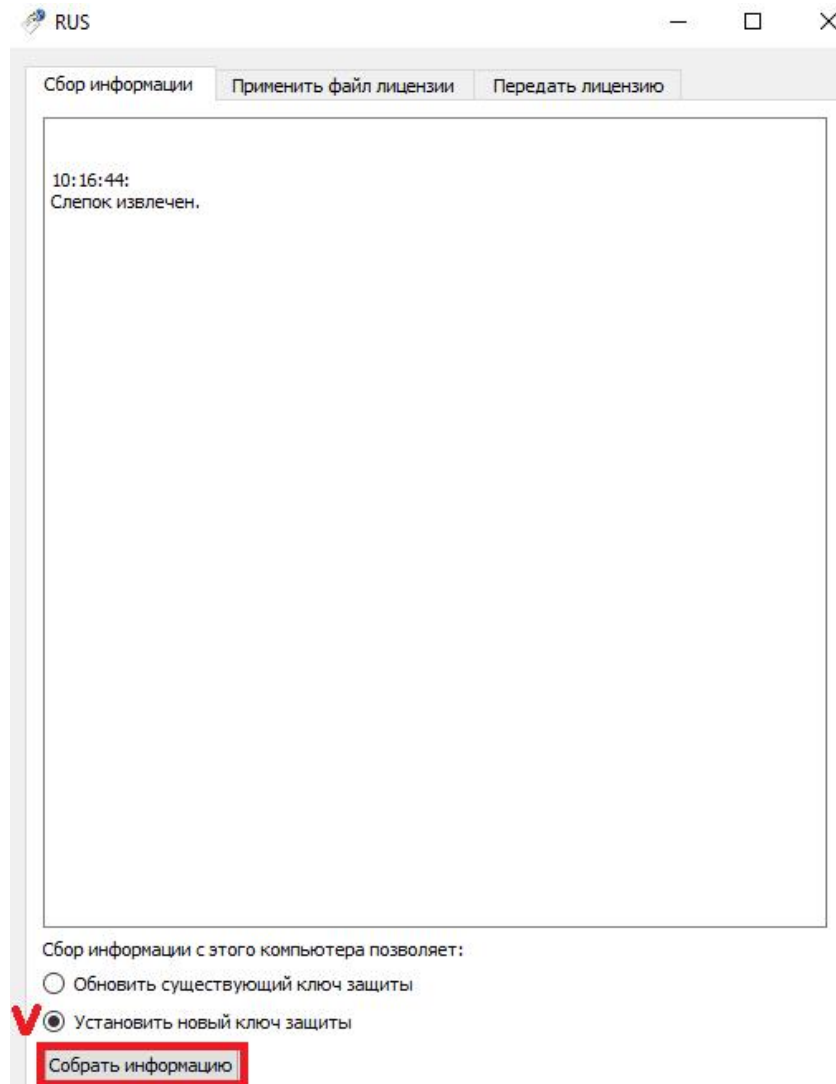 RUS
Сбор информации Применить файл лицензии Передать лицензию
10:16:44:
Слепок извлечен.
Сбор информации с этого компьютера позволяет:
Обновить существующий ключ защиты
V Установить новый ключ защиты
Собрать информацию